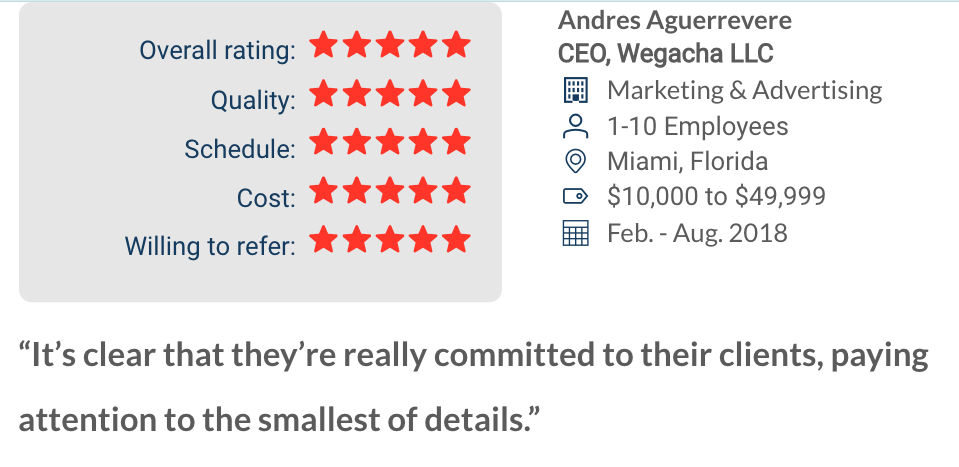 Overall rating:
Quality:
Schedule:
Cost:
Willing to refer:
Andres Aguerrevere
CEO, Wegacha LLC
Marketing & Advertising
1-10 Employees
Miami, Florida
$10,000 to $49,999
Feb. - Aug. 2018
“It’s clear that they’re really committed to their clients, paying
attention to the smallest of details.”